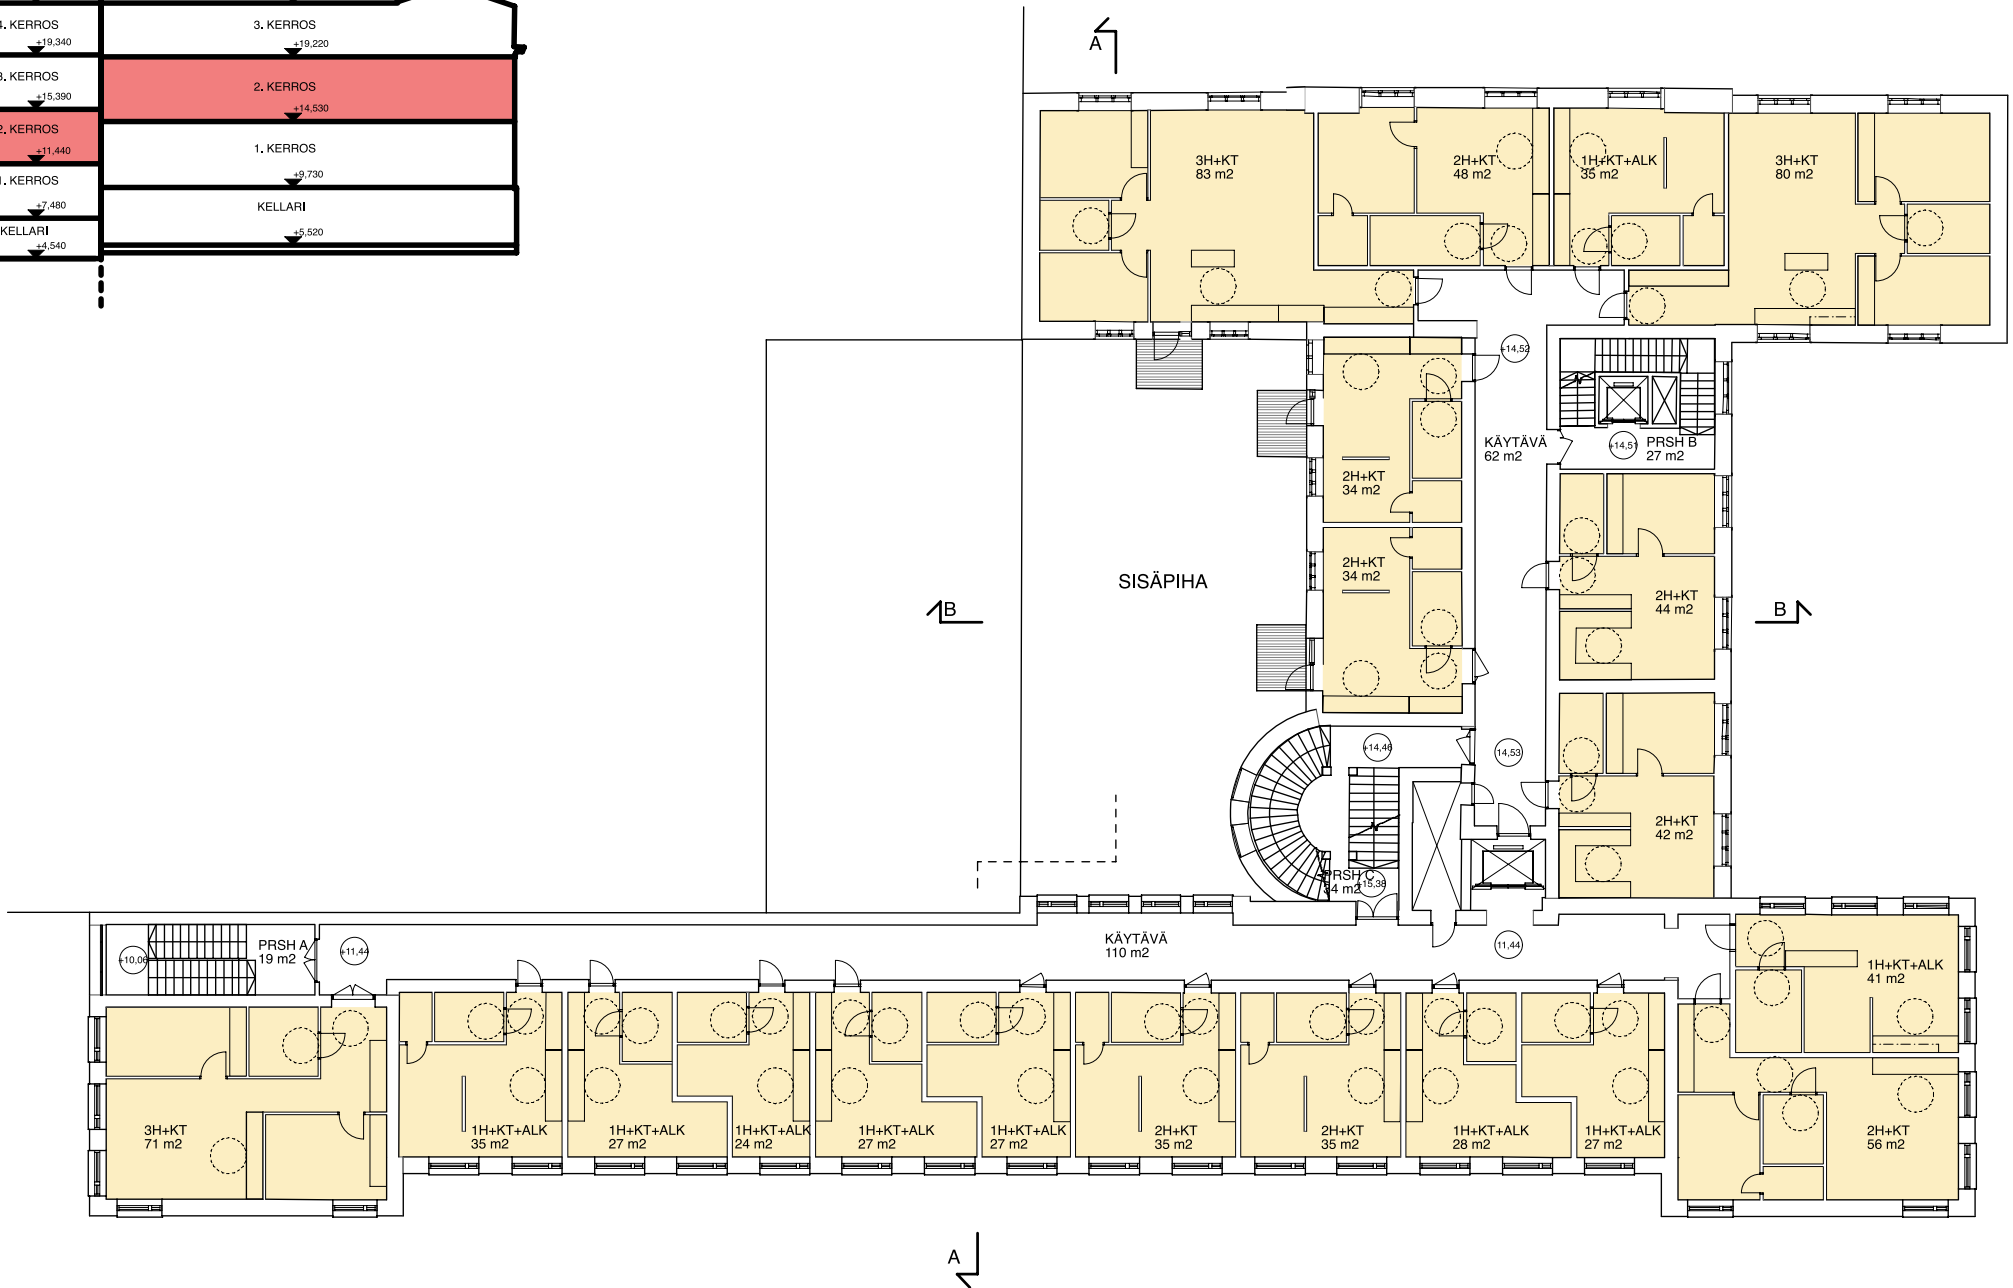 4. KERROS
+19,340
3. KERROS
+19,220
3. KERROS
+15,390
2. KERROS
+14,530
2. KERROS
+11,440
1. KERROS
+9,730
1. KERROS
+7,480
KELLARI
+5,520
KELLARI
+4,540
A
3H+KT
83 m2
2H+KT
48 m2
1H+KT+ALK
35 m2
3H+KT
80 m2
+14,52
KÄYTÄVÄ
62 m2
+14,51
PRSH B
27 m2
2H+KT
34 m2
2H+KT
34 m2
SISÄPIHA
B
B
2H+KT
44 m2
+14,46
14,53
2H+KT
42 m2
PRSH C
+15,38
PRSH A
19 m2
+10,06
+11,44
KÄYTÄVÄ
110 m2
11,44
1H+KT+ALK
41 m2
3H+KT
71 m2
1H+KT+ALK
35 m2
1H+KT+ALK
27 m2
1H+KT+ALK
24 m2
1H+KT+ALK
27 m2
1H+KT+ALK
27 m2
2H+KT
35 m2
2H+KT
35 m2
1H+KT+ALK
28 m2
1H+KT+ALK
27 m2
2H+KT
56 m2
A